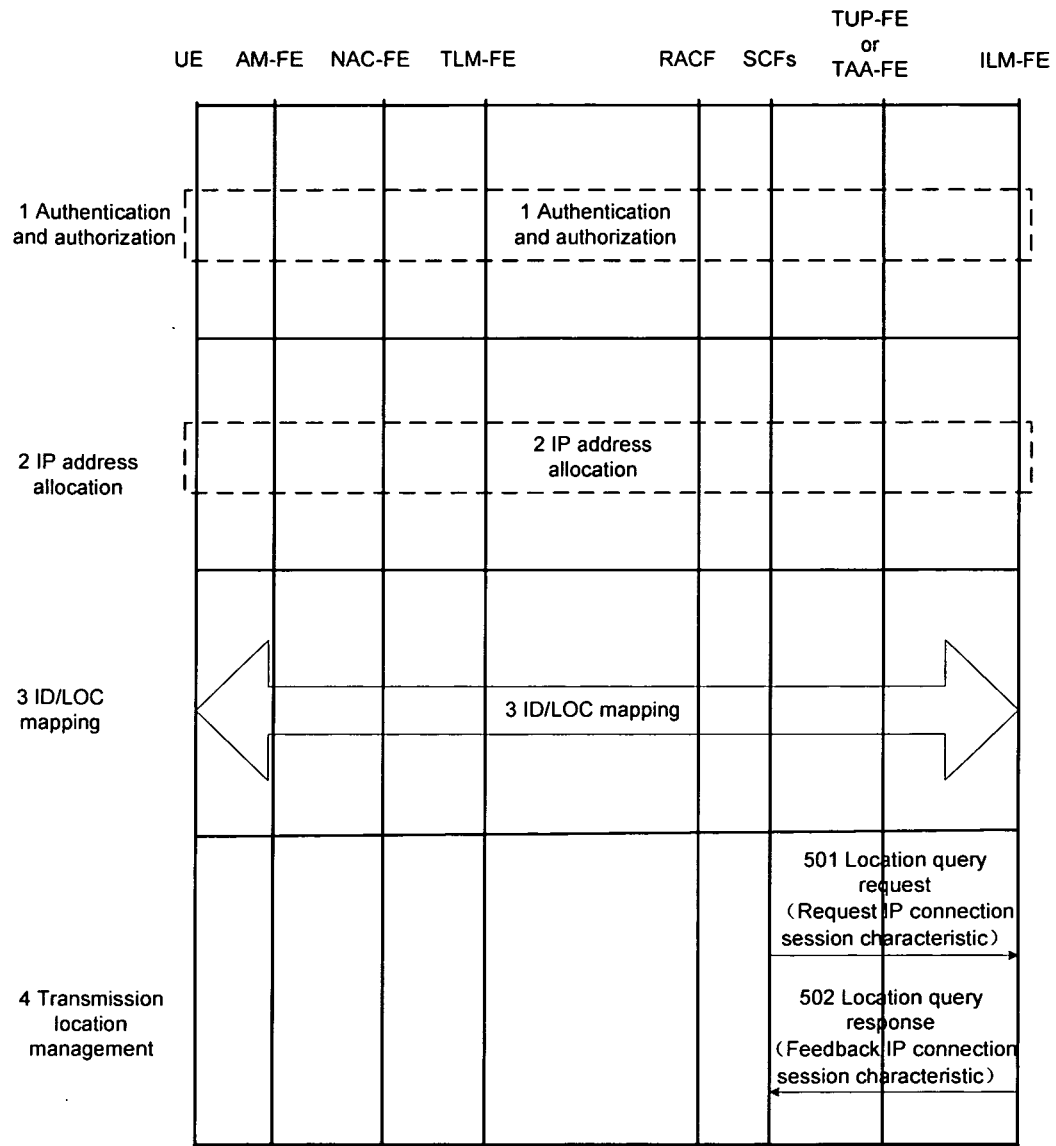 TUP-FE
or
TAA-FE
UE AM-FE NAC-FE TLM-FE RACF SCFs ILM-FE
1 Authentication
and authorization
1 Authentication
and authorization
2 IP address
allocation
2 IP address
allocation
3 ID/LOC
mapping
3 ID/LOC mapping
501 Location query
request
（Request IP connection
session characteristic）
4 Transmission
location
management
502 Location query
response
（Feedback IP connection
session characteristic）